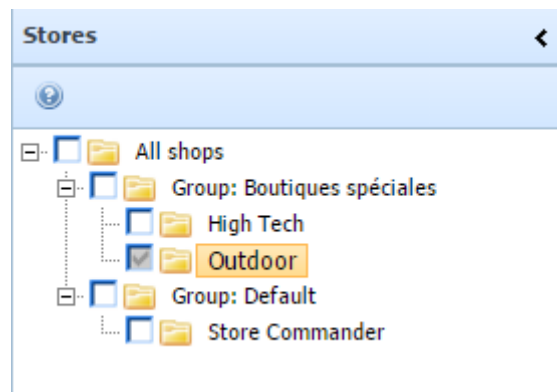 Stores
All shops
Group: Boutiques spéciales
High Tech
Outdoor
Group: Default
Store Commander